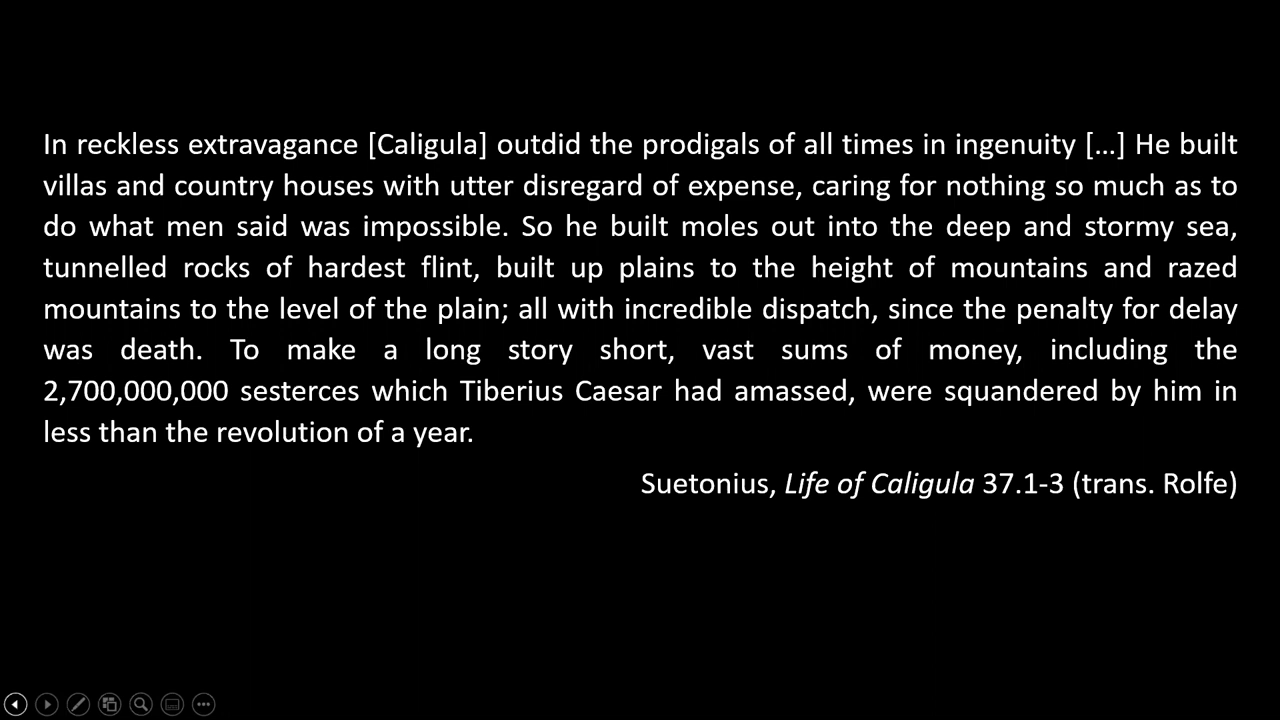 In reckless extravagance [Caligula] outdid the prodigals of all times in ingenuity […] He built
villas and country houses with utter disregard of expense, caring for nothing so much as to
do what men said was impossible. So he built moles out into the deep and stormy sea,
tunnelled rocks of hardest flint, built up plains to the height of mountains and razed
mountains to the level of the plain; all with incredible dispatch, since the penalty for delay
was death. To make a long story short, vast sums of money, including the
2,700,000,000 sesterces which Tiberius Caesar had amassed, were squandered by him in
less than the revolution of a year.
Suetonius, Life of Caligula 37.1-3 (trans. Rolfe)